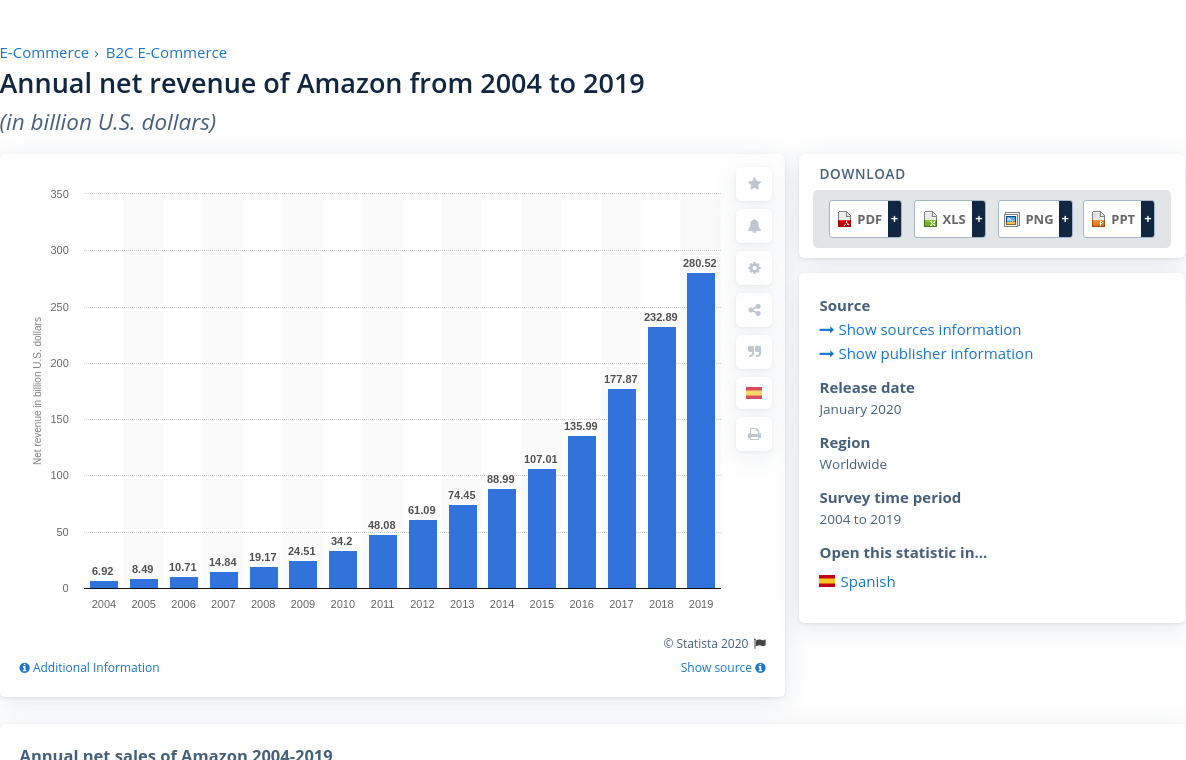 E-Commerce › B2C E-Commerce
Annual net revenue of Amazon from 2004 to 2019
(in billion U.S. dollars)
Net revenue in billion U.S. dollars
350
300
250
200
150
100
50
0
6.92
8.49
10.71
14.84
19.17
24.51
34.2
48.08
61.09
74.45
88.99
107.01
135.99
177.87
232.89
280.52
2004 2005 2006 2007 2008 2009 2010 2011 2012 2013 2014 2015 2016 2017 2018 2019
© Statista 2020
Additional Information
Show source
DOWNLOAD
PDF + XLS + PNG + PPT +
Source
Show sources information
Show publisher information
Release date
January 2020
Region
Worldwide
Survey time period
2004 to 2019
Open this statistic in...
Spanish
Annual net sales of Amazon 2004-2019